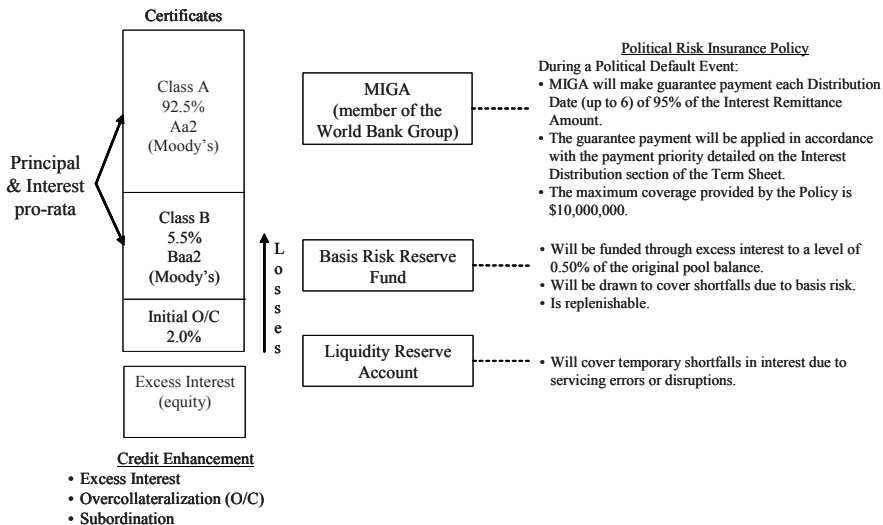 Certificates
Class A
92.5%
Aa2
(Moody's)
Principal
& Interest
pro-rata
Class B
5.5%
Baa2
(Moody's)
Initial O/C
2.0%
Excess Interest
(equity)
Credit Enhancement
• Excess Interest
• Overcollateralization (O/C)
• Subordination
Losses
MIGA
(member of the
World Bank Group)
Political Risk Insurance Policy
During a Political Default Event:
• MIGA will make guarantee payment each Distribution
Date (up to 6) of 95% of the Interest Remittance
Amount.
• The guarantee payment will be applied in accordance
with the payment priority detailed on the Interest
Distribution section of the Term Sheet.
• The maximum coverage provided by the Policy is
$10,000,000.
Basis Risk Reserve
Fund
• Will be funded through excess interest to a level of
0.50% of the original pool balance.
• Will be drawn to cover shortfalls due to basis risk.
• Is replenishable.
Liquidity Reserve
Account
• Will cover temporary shortfalls in interest due to
servicing errors or disruptions.